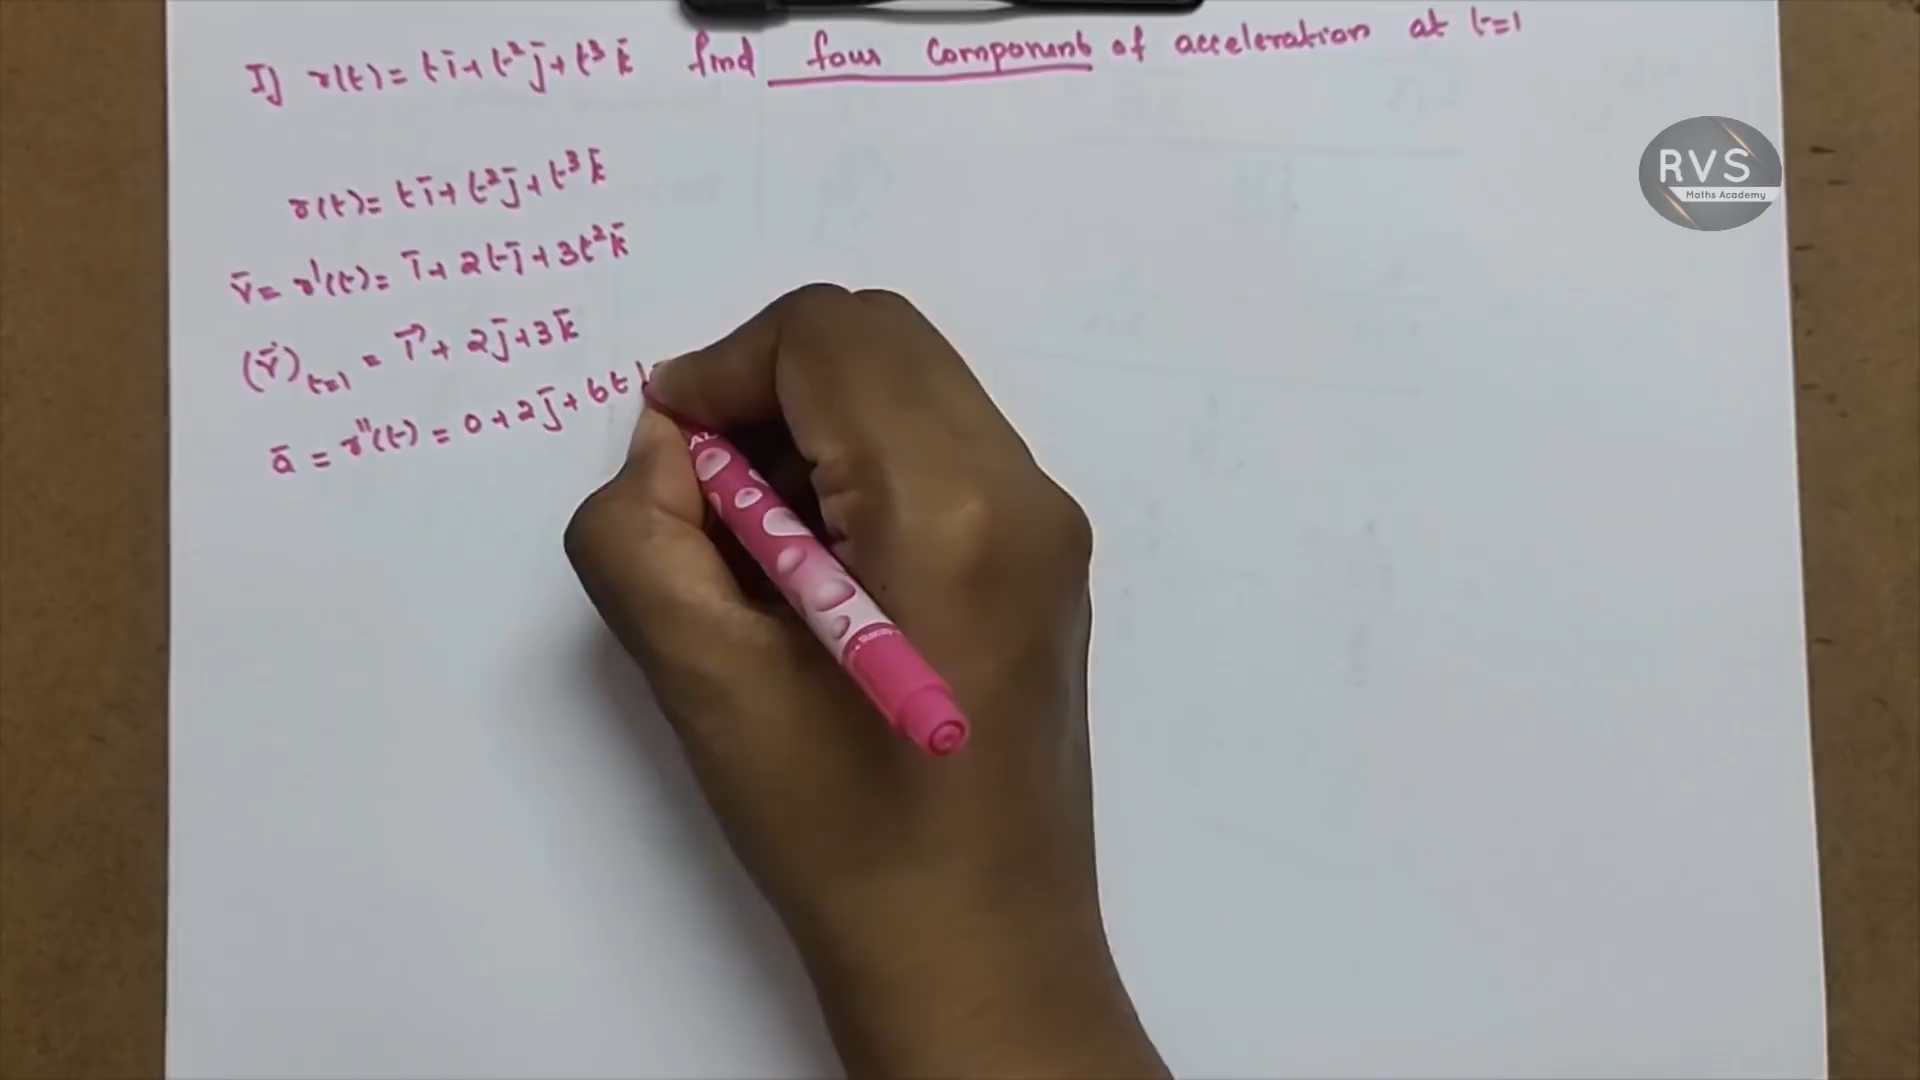 If r(t) = t i̅ + t² j̅ + t³ k̅ find four components of acceleration at t=1
RVS
Maths Academy
r(t) = t i̅ + t² j̅ + t³ k̅
v̅ = r'(t) = i̅ + 2t j̅ + 3t² k̅
(v⃗)t=1 = i⃗ + 2j̅ + 3k̅
a̅ = r''(t) = 0 + 2j̅ + 6t